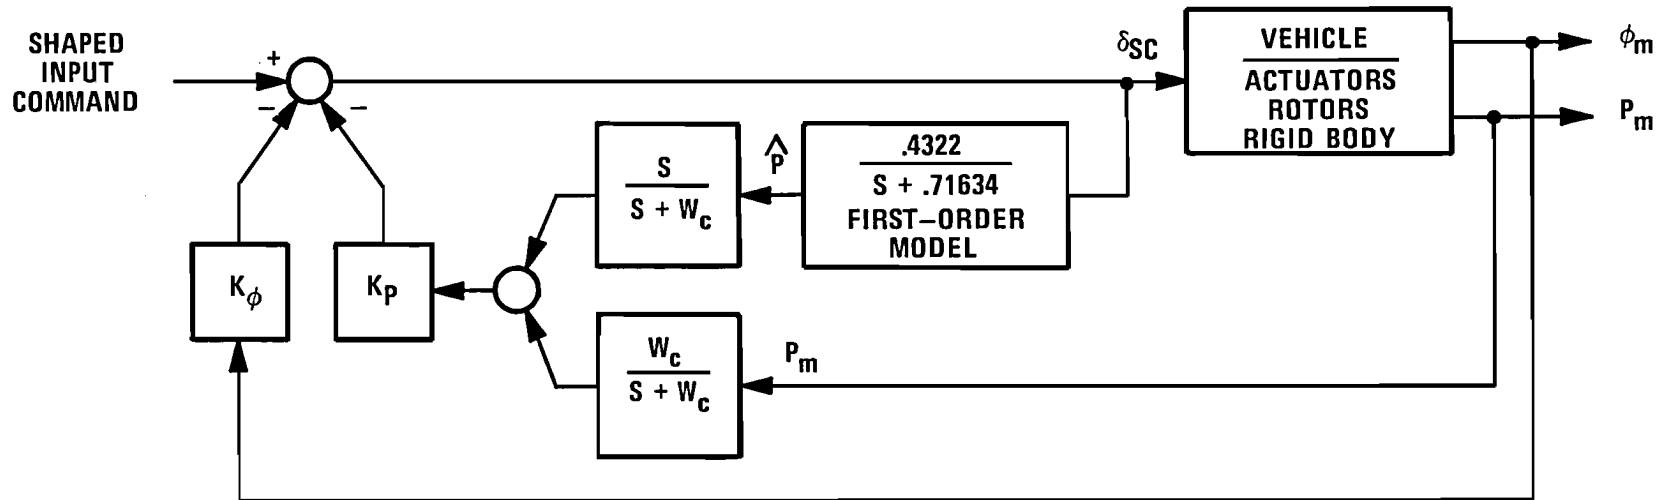 SHAPED
INPUT
COMMAND
+
−
−
δSC
VEHICLE
ACTUATORS
ROTORS
RIGID BODY
ϕm
Pm
S
S + Wc
P̂
.4322
S + .71634
FIRST–ORDER
MODEL
Kϕ
KP
Wc
S + Wc
Pm